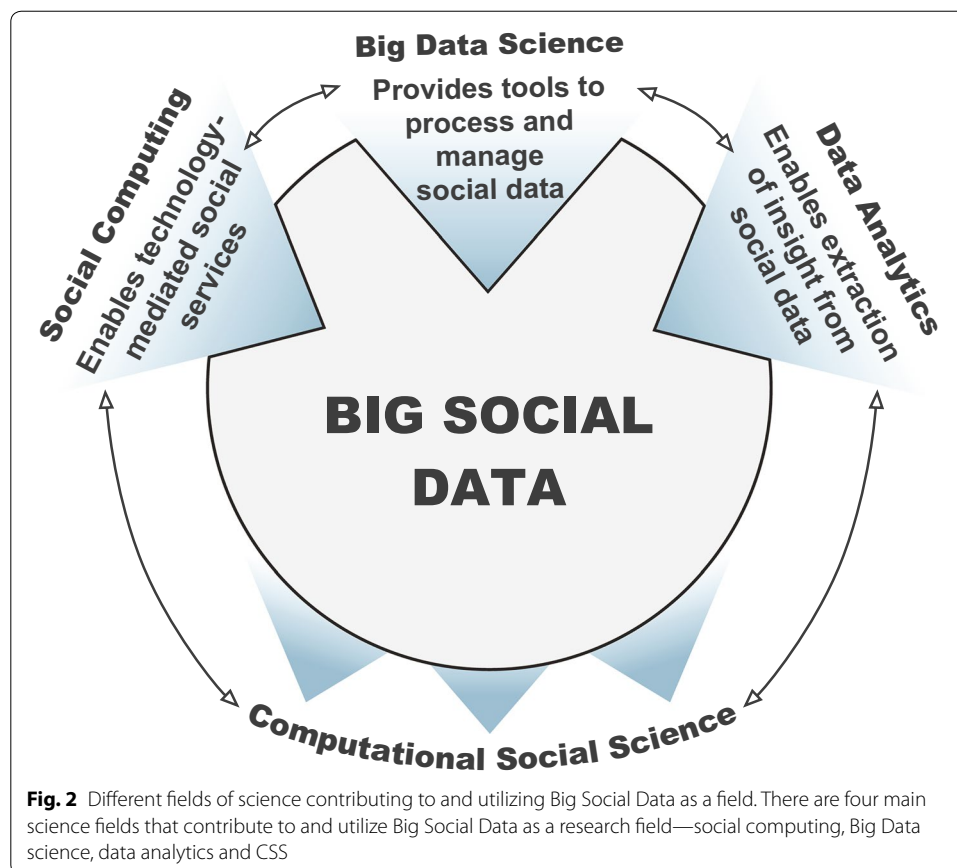 Big Data Science
Provides tools to
process and
manage
social data
Social Computing
Enables technology-
mediated social
services
Data Analytics
Enables extraction
of insight from
social data
BIG SOCIAL
DATA
Computational Social Science
Fig. 2 Different fields of science contributing to and utilizing Big Social Data as a field. There are four main
science fields that contribute to and utilize Big Social Data as a research field—social computing, Big Data
science, data analytics and CSS